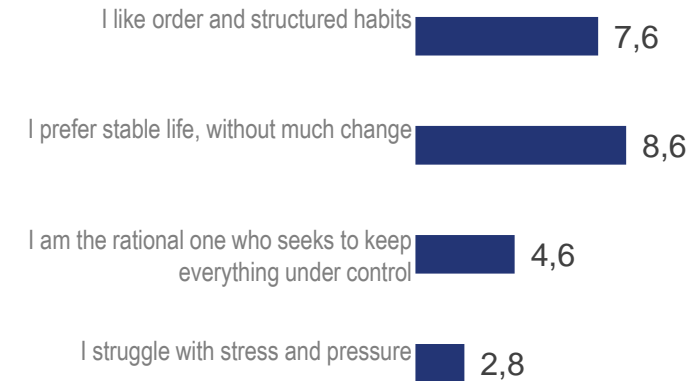 I like order and structured habits
7,6
I prefer stable life, without much change
8,6
I am the rational one who seeks to keep
everything under control
4,6
I struggle with stress and pressure
2,8